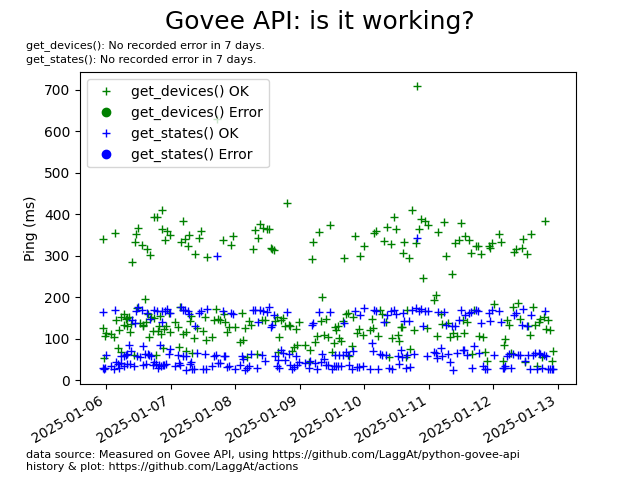 Govee API: is it working?
get_devices(): No recorded error in 7 days.
get_states(): No recorded error in 7 days.
get_devices() OK
get_devices() Error
get_states() OK
get_states() Error
Ping (ms)
700
600
500
400
300
200
100
0
2025-01-06
2025-01-07
2025-01-08
2025-01-09
2025-01-10
2025-01-11
2025-01-12
2025-01-13
data source: Measured on Govee API, using https://github.com/LaggAt/python-govee-api
history & plot: https://github.com/LaggAt/actions